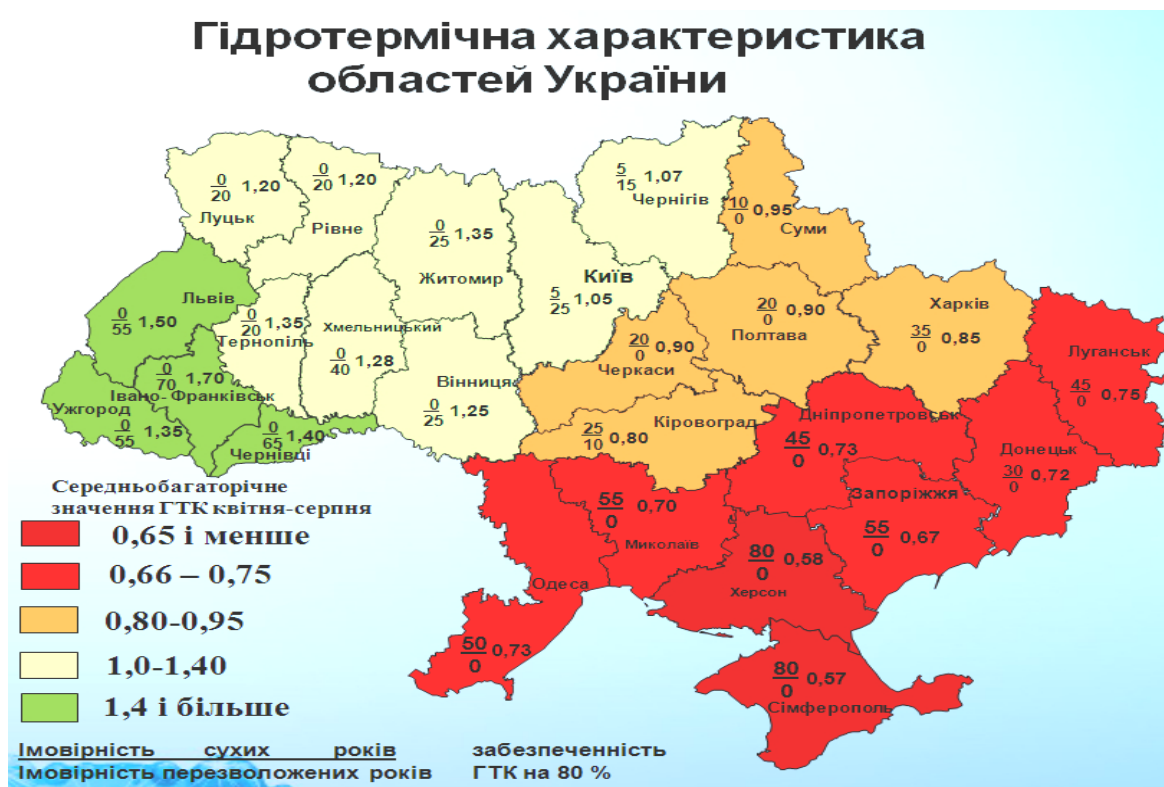 Гідротермічна характеристика
областей України
0
20 1,20
Луцьк
0
20 1,20
Рівне
0
25 1,35
Житомир
5
15 1,07
Чернігів
10
0 0,95
Суми
Київ
5
25 1,05
Львів
0
55 1,50
0
20 1,35
Тернопіль
Хмельницький
0
40 1,28
Вінниця
0
25 1,25
20
0 0,90
Черкаси
20
0 0,90
Полтава
Харків
35
0 0,85
Луганськ
45
0 0,75
0
70 1,70
Івано- Франківськ
Ужгород
0
55 1,35
0
65 1,40
Чернівці
25
10 0,80
Кіровоград
Дніпропетровськ
45
0 0,73
Донецьк
30
0 0,72
Запоріжжя
55
0 0,67
55
0 0,70
Миколаїв
80
0 0,58
Херсон
Одеса
50
0 0,73
80
0 0,57
Сімферополь
Середньобагаторічне
значення ГТК квітня-серпня
0,65 і менше
0,66 – 0,75
0,80-0,95
1,0-1,40
1,4 і більше
Імовірність сухих років забезпеченність
Імовірність перезволожених років ГТК на 80 %